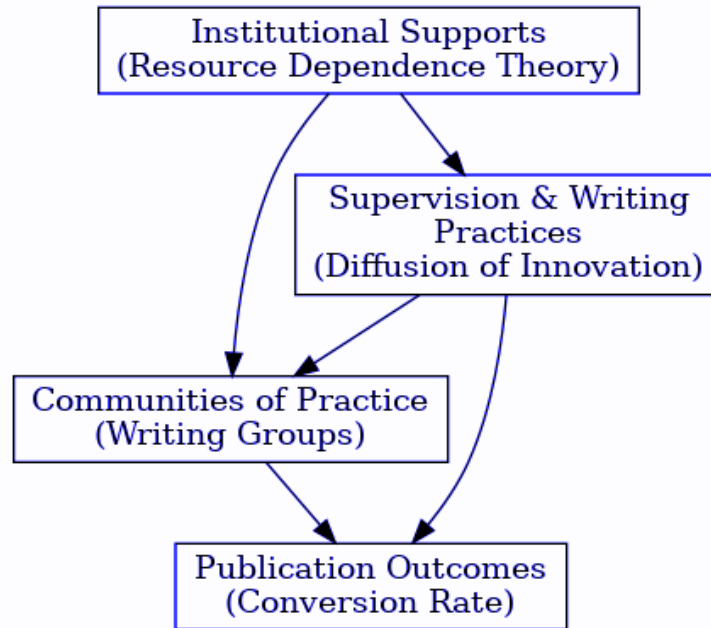 Institutional Supports
(Resource Dependence Theory)
Supervision & Writing
Practices
(Diffusion of Innovation)
Communities of Practice
(Writing Groups)
Publication Outcomes
(Conversion Rate)